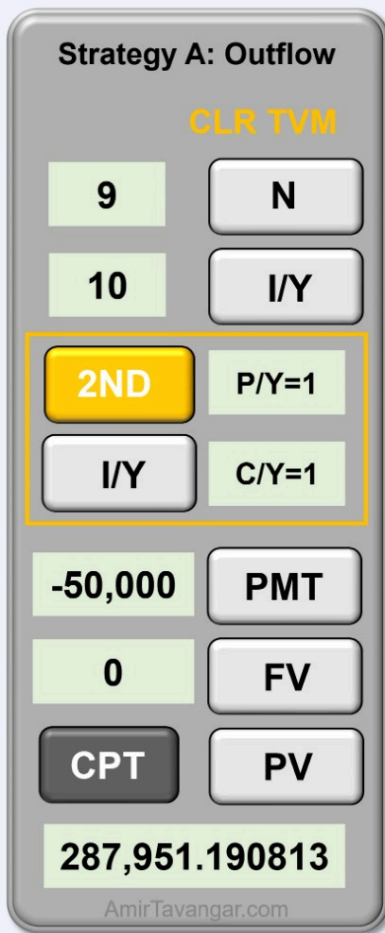 Strategy A: Outflow
CLR TVM
9 N
10 I/Y
2ND P/Y=1
I/Y C/Y=1
-50,000 PMT
0 FV
CPT PV
287,951.190813
AmirTavangar.com